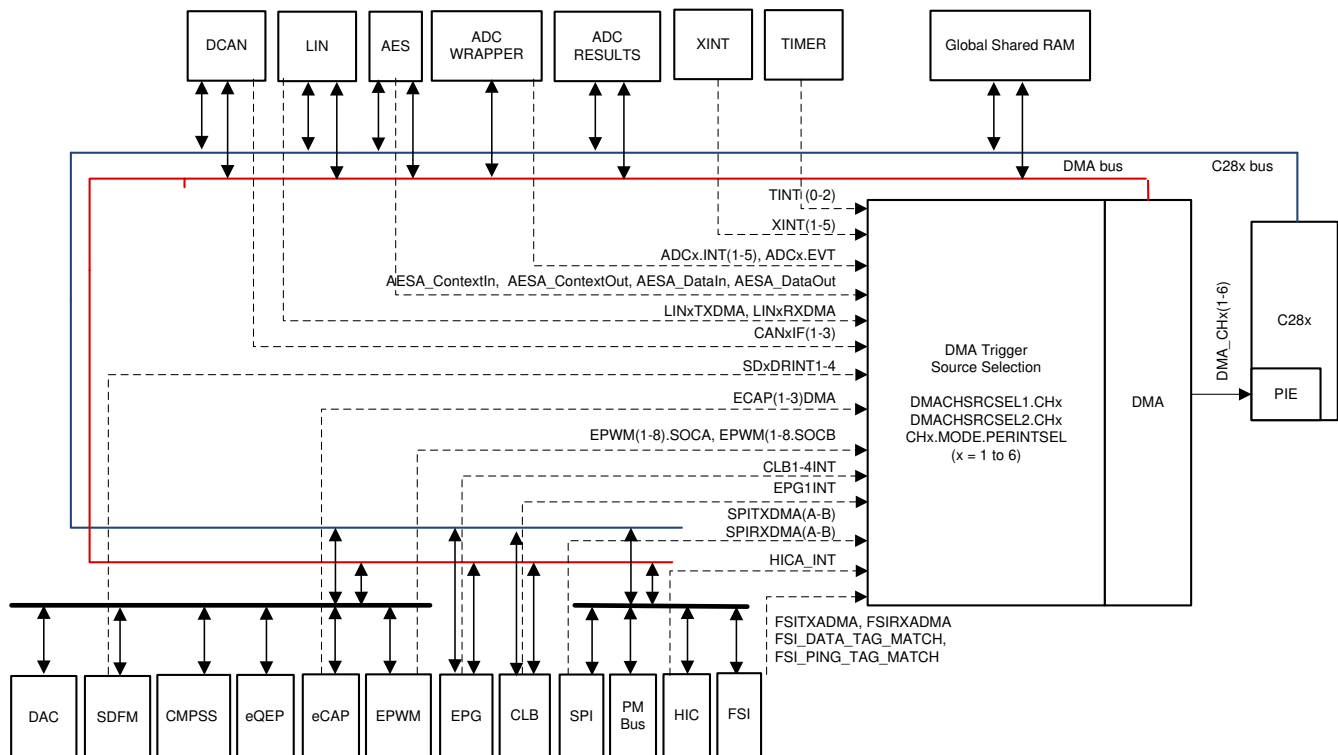 DCAN
LIN
AES
ADC
WRAPPER
ADC
RESULTS
XINT
TIMER
Global Shared RAM
DMA bus
C28x bus
TINT (0-2)
XINT(1-5)
ADCx.INT(1-5), ADCx.EVT
AESA_ContextIn, AESA_ContextOut, AESA_DataIn, AESA_DataOut
LINxTXDMA, LINxRXDMA
CANxIF(1-3)
SDxDRINT1-4
ECAP(1-3)DMA
EPWM(1-8).SOCA, EPWM(1-8.SOCB
CLB1-4INT
EPG1INT
SPITXDMA(A-B)
SPIRXDMA(A-B)
HICA_INT
FSITXADMA, FSIRXADMA
FSI_DATA_TAG_MATCH,
FSI_PING_TAG_MATCH
DMA Trigger
Source Selection
DMACHSRCSEL1.CHx
DMACHSRCSEL2.CHx
CHx.MODE.PERINTSEL
(x = 1 to 6)
DMA
DMA_CHx(1-6)
C28x
PIE
DAC
SDFM
CMPSS
eQEP
eCAP
EPWM
EPG
CLB
SPI
PM
Bus
HIC
FSI